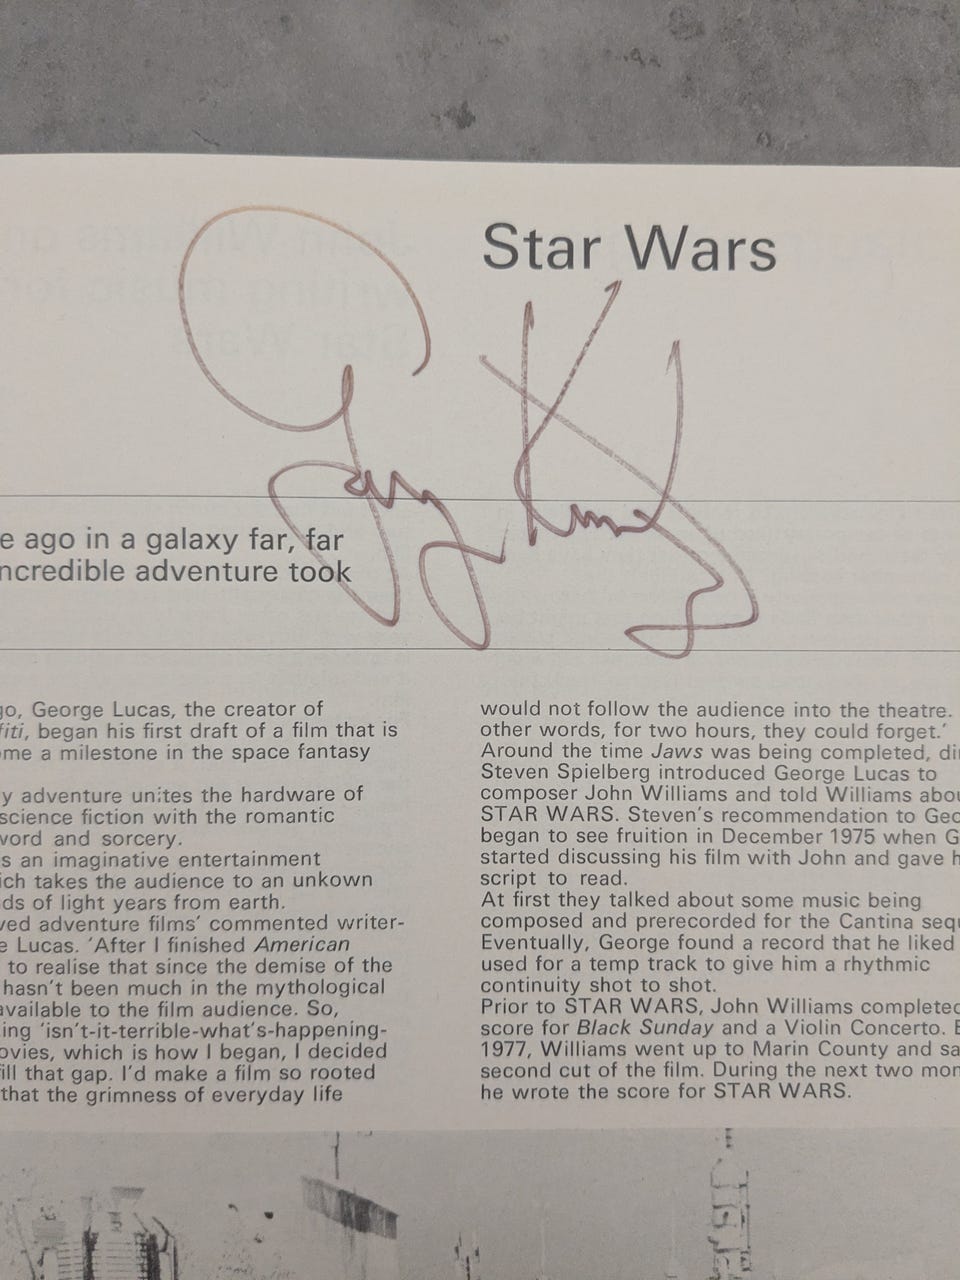 Star Wars
Gary Kurtz
e ago in a galaxy far, far
ncredible adventure took
go, George Lucas, the creator of
fiti, began his first draft of a film that is
ome a milestone in the space fantasy
y adventure unites the hardware of
science fiction with the romantic
word and sorcery.
s an imaginative entertainment
ich takes the audience to an unkown
ds of light years from earth.
ved adventure films' commented writer-
e Lucas. 'After I finished American
to realise that since the demise of the
hasn't been much in the mythological
available to the film audience. So,
ing 'isn't-it-terrible-what's-happening-
ovies, which is how I began, I decided
fill that gap. I'd make a film so rooted
that the grimness of everyday life
would not follow the audience into the theatre.
other words, for two hours, they could forget.'
Around the time Jaws was being completed, di
Steven Spielberg introduced George Lucas to
composer John Williams and told Williams abou
STAR WARS. Steven's recommendation to Geo
began to see fruition in December 1975 when G
started discussing his film with John and gave h
script to read.
At first they talked about some music being
composed and prerecorded for the Cantina sequ
Eventually, George found a record that he liked
used for a temp track to give him a rhythmic
continuity shot to shot.
Prior to STAR WARS, John Williams completed
score for Black Sunday and a Violin Concerto. E
1977, Williams went up to Marin County and sa
second cut of the film. During the next two mon
he wrote the score for STAR WARS.